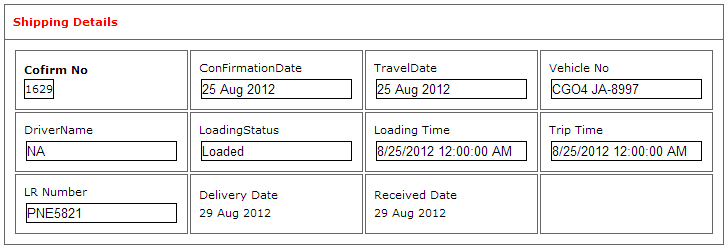 Shipping Details
Cofirm No
1629
ConFirmationDate
25 Aug 2012
TravelDate
25 Aug 2012
Vehicle No
CGO4 JA-8997
DriverName
NA
LoadingStatus
Loaded
Loading Time
8/25/2012 12:00:00 AM
Trip Time
8/25/2012 12:00:00 AM
LR Number
PNE5821
Delivery Date
29 Aug 2012
Received Date
29 Aug 2012